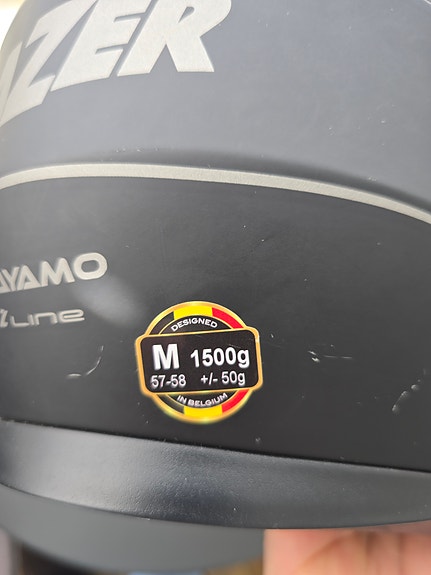 AZER
AYAMO
Z LINE
DESIGNED
M 1500g
57-58 +/- 50g
IN BELGIUM